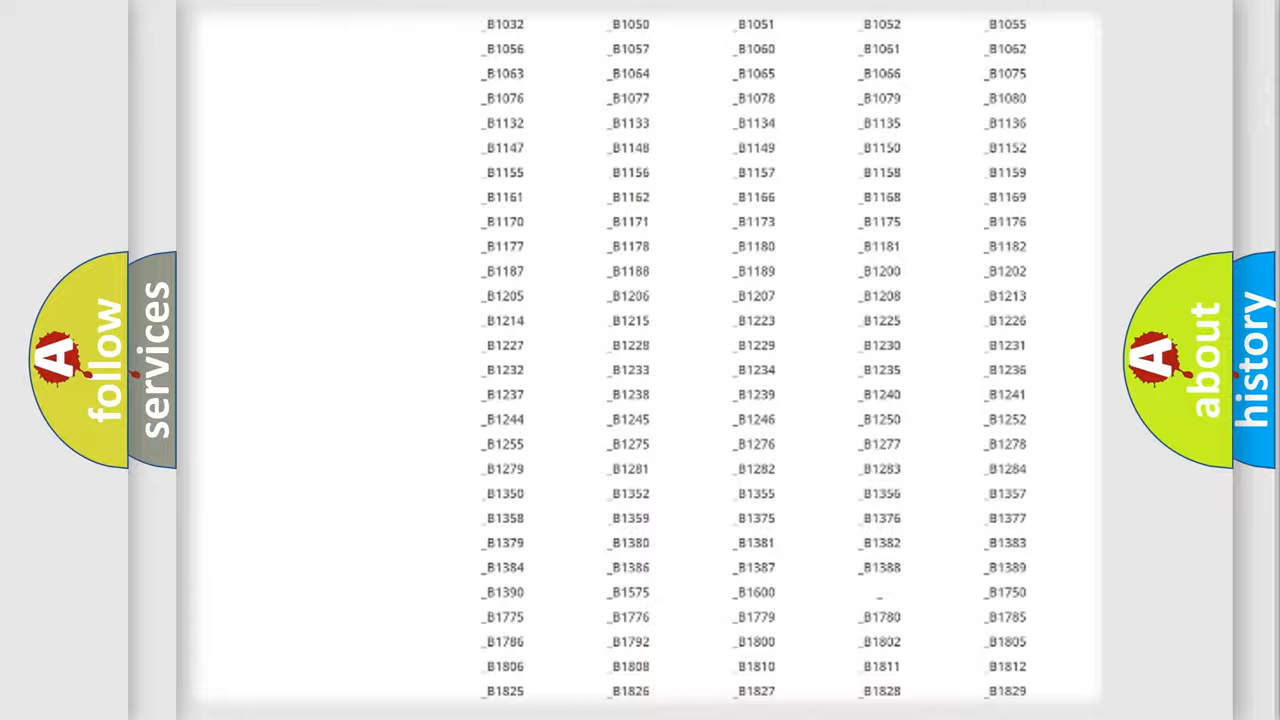 _B1032 _B1050 _B1051 _B1052 _B1055
_B1056 _B1057 _B1060 _B1061 _B1062
_B1063 _B1064 _B1065 _B1066 _B1075
_B1076 _B1077 _B1078 _B1079 _B1080
_B1132 _B1133 _B1134 _B1135 _B1136
_B1147 _B1148 _B1149 _B1150 _B1152
_B1155 _B1156 _B1157 _B1158 _B1159
_B1161 _B1162 _B1166 _B1168 _B1169
_B1170 _B1171 _B1173 _B1175 _B1176
_B1177 _B1178 _B1180 _B1181 _B1182
_B1187 _B1188 _B1189 _B1200 _B1202
_B1205 _B1206 _B1207 _B1208 _B1213
_B1214 _B1215 _B1223 _B1225 _B1226
_B1227 _B1228 _B1229 _B1230 _B1231
_B1232 _B1233 _B1234 _B1235 _B1236
_B1237 _B1238 _B1239 _B1240 _B1241
_B1244 _B1245 _B1246 _B1250 _B1252
_B1255 _B1275 _B1276 _B1277 _B1278
_B1279 _B1281 _B1282 _B1283 _B1284
_B1350 _B1352 _B1355 _B1356 _B1357
_B1358 _B1359 _B1375 _B1376 _B1377
_B1379 _B1380 _B1381 _B1382 _B1383
_B1384 _B1386 _B1387 _B1388 _B1389
_B1390 _B1575 _B1600 _ _B1750
_B1775 _B1776 _B1779 _B1780 _B1785
_B1786 _B1792 _B1800 _B1802 _B1805
_B1806 _B1808 _B1810 _B1811 _B1812
_B1825 _B1826 _B1827 _B1828 _B1829
A follow
services
A about
history